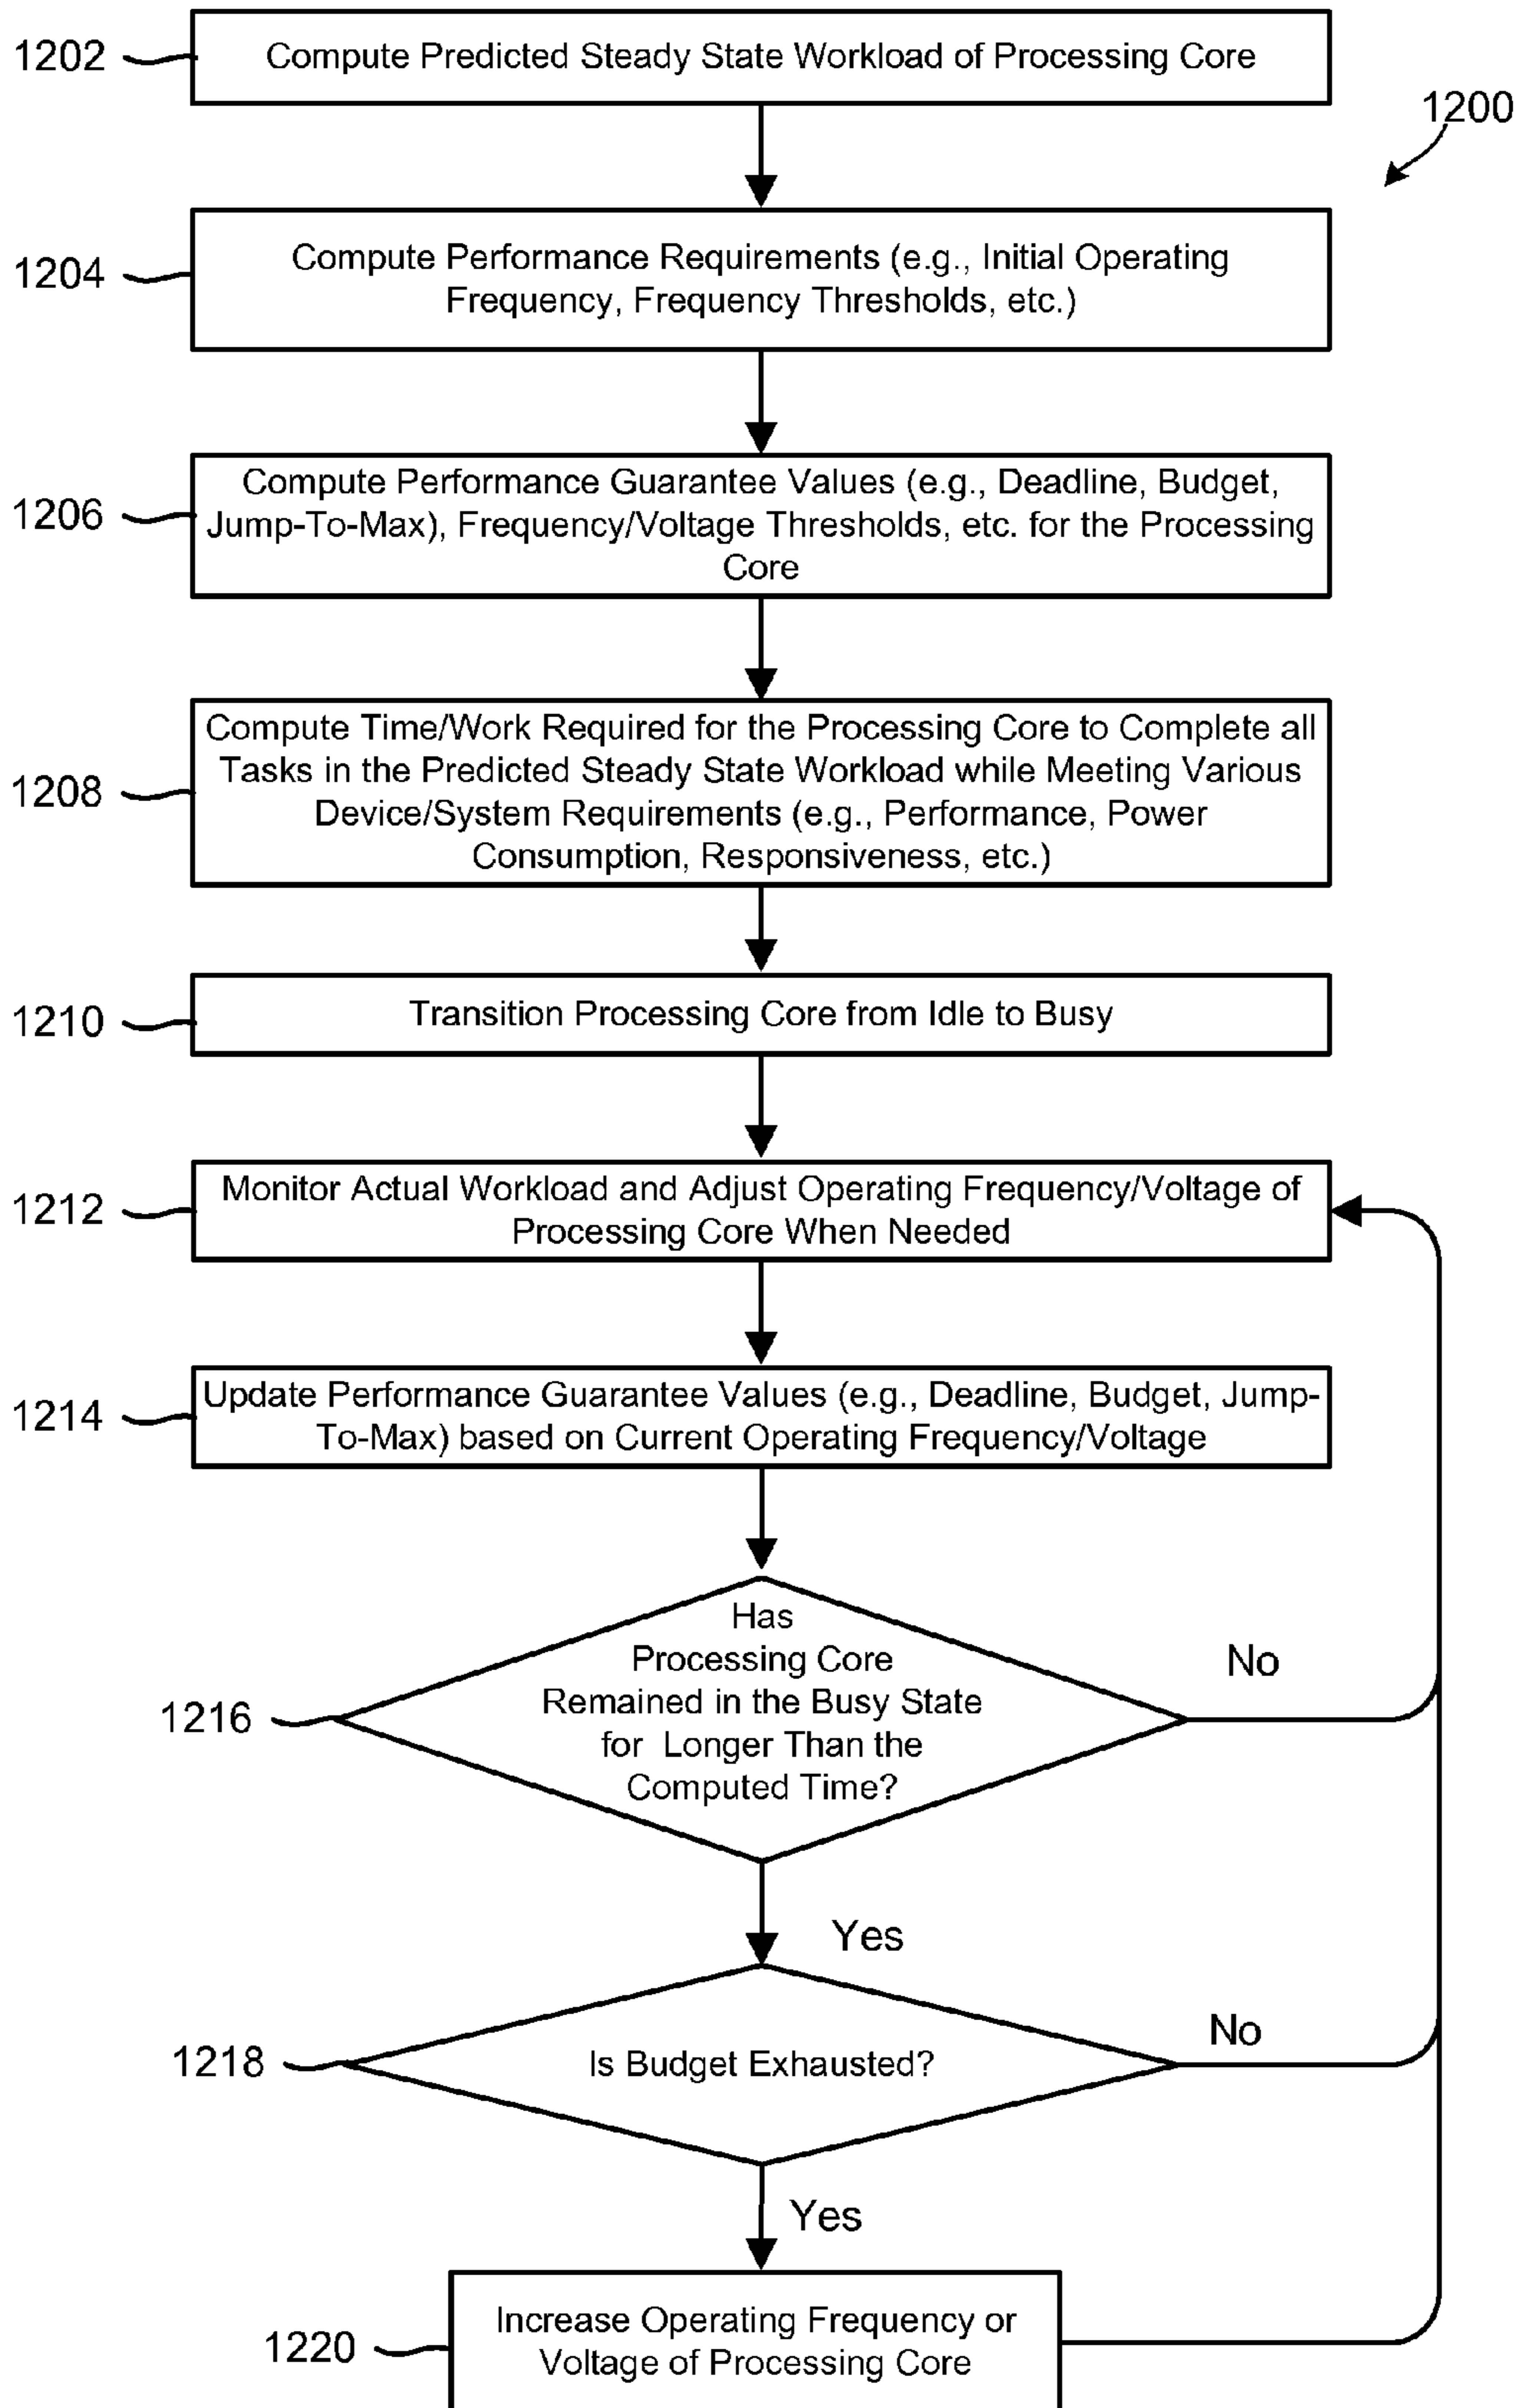 1202
Compute Predicted Steady State Workload of Processing Core
1200
1204
Compute Performance Requirements (e.g., Initial Operating
Frequency, Frequency Thresholds, etc.)
1206
Compute Performance Guarantee Values (e.g., Deadline, Budget,
Jump-To-Max), Frequency/Voltage Thresholds, etc. for the Processing
Core
1208
Compute Time/Work Required for the Processing Core to Complete all
Tasks in the Predicted Steady State Workload while Meeting Various
Device/System Requirements (e.g., Performance, Power
Consumption, Responsiveness, etc.)
1210
Transition Processing Core from Idle to Busy
1212
Monitor Actual Workload and Adjust Operating Frequency/Voltage of
Processing Core When Needed
1214
Update Performance Guarantee Values (e.g., Deadline, Budget, Jump-
To-Max) based on Current Operating Frequency/Voltage
1216
Has
Processing Core
Remained in the Busy State
for Longer Than the
Computed Time?
No
Yes
1218
Is Budget Exhausted?
No
Yes
1220
Increase Operating Frequency or
Voltage of Processing Core